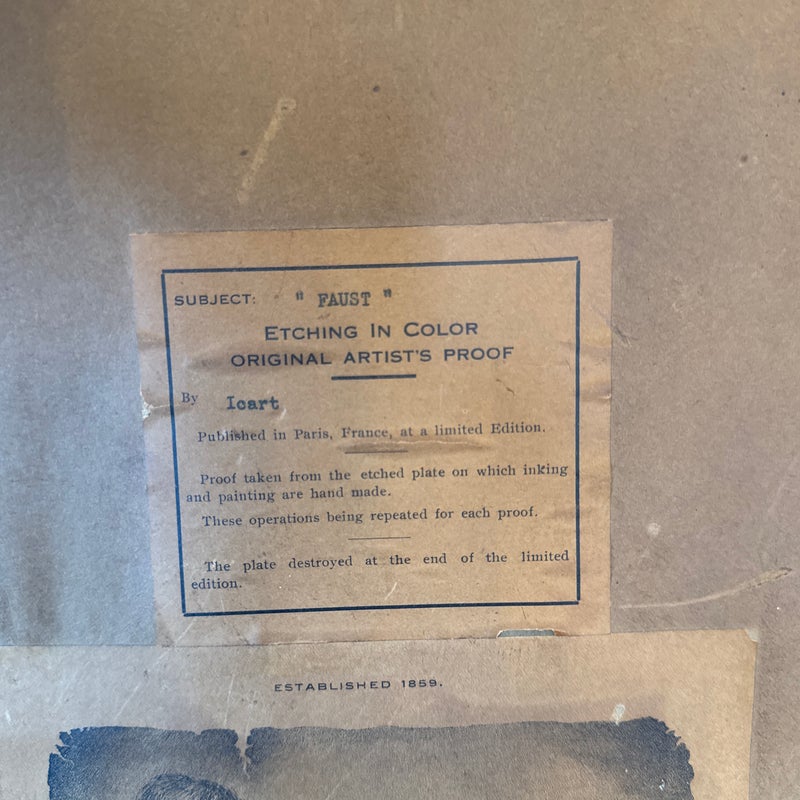 SUBJECT: " FAUST "
ETCHING IN COLOR
ORIGINAL ARTIST'S PROOF
By Icart
Published in Paris, France, at a limited Edition.
Proof taken from the etched plate on which inking
and painting are hand made.
These operations being repeated for each proof.
The plate destroyed at the end of the limited
edition.
ESTABLISHED 1859.